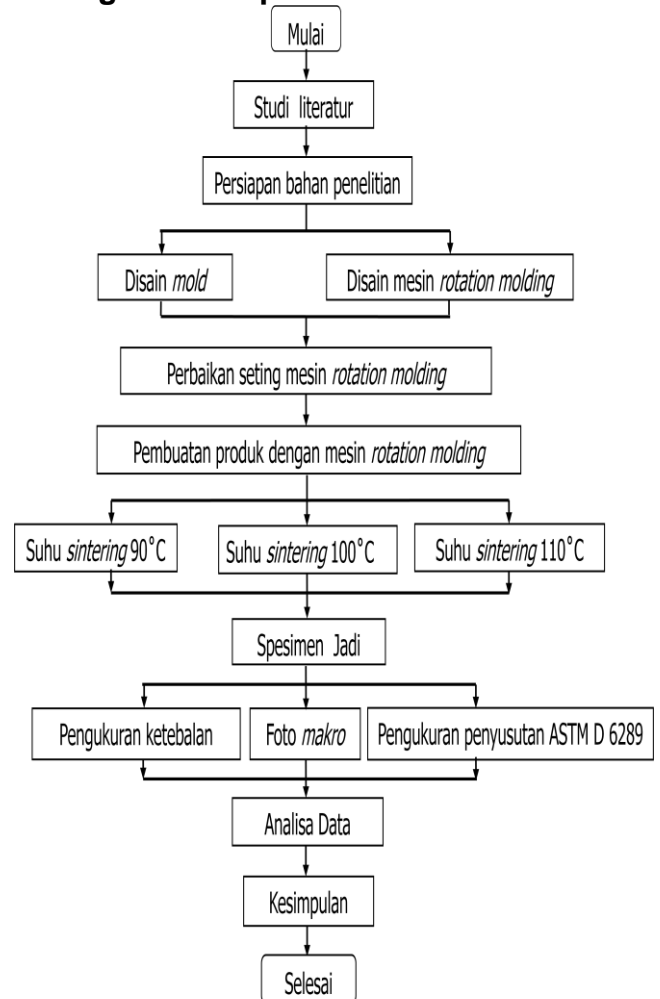 Mulai
Studi literatur
Persiapan bahan penelitian
Disain mold
Disain mesin rotation molding
Perbaikan seting mesin rotation molding
Pembuatan produk dengan mesin rotation molding
Suhu sintering 90°C
Suhu sintering 100°C
Suhu sintering 110°C
Spesimen Jadi
Pengukuran ketebalan
Foto makro
Pengukuran penyusutan ASTM D 6289
Analisa Data
Kesimpulan
Selesai